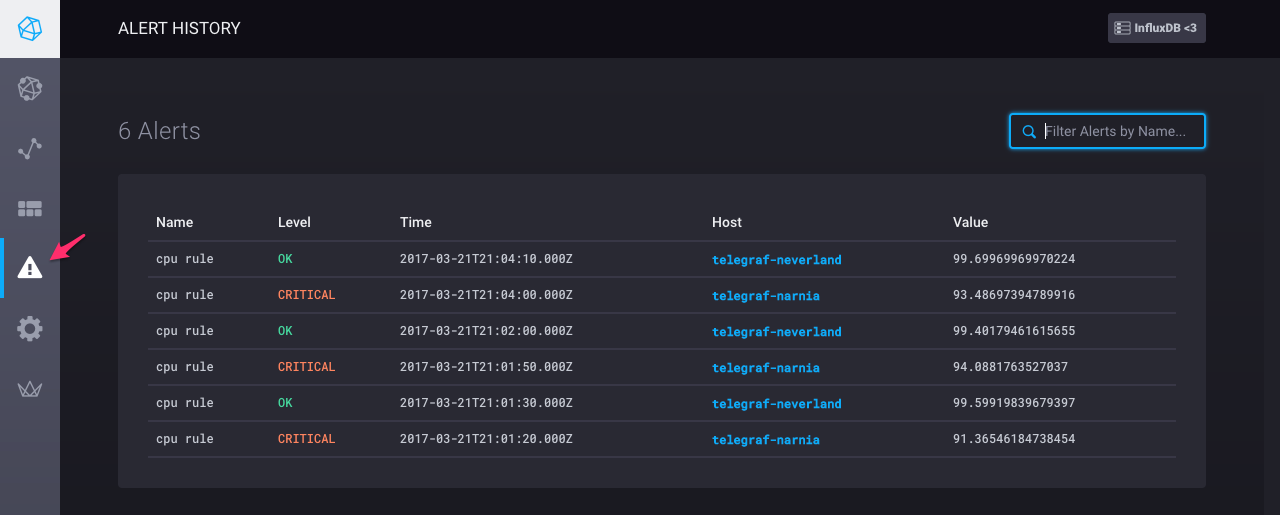 ALERT HISTORY
InfluxDB <3
6 Alerts
Filter Alerts by Name...
Name Level Time Host Value
cpu rule OK 2017-03-21T21:04:10.000Z telegraf-neverland 99.69969969970224
cpu rule CRITICAL 2017-03-21T21:04:00.000Z telegraf-narnia 93.48697394789916
cpu rule OK 2017-03-21T21:02:00.000Z telegraf-neverland 99.40179461615655
cpu rule CRITICAL 2017-03-21T21:01:50.000Z telegraf-narnia 94.0881763527037
cpu rule OK 2017-03-21T21:01:30.000Z telegraf-neverland 99.59919839679397
cpu rule CRITICAL 2017-03-21T21:01:20.000Z telegraf-narnia 91.36546184738454